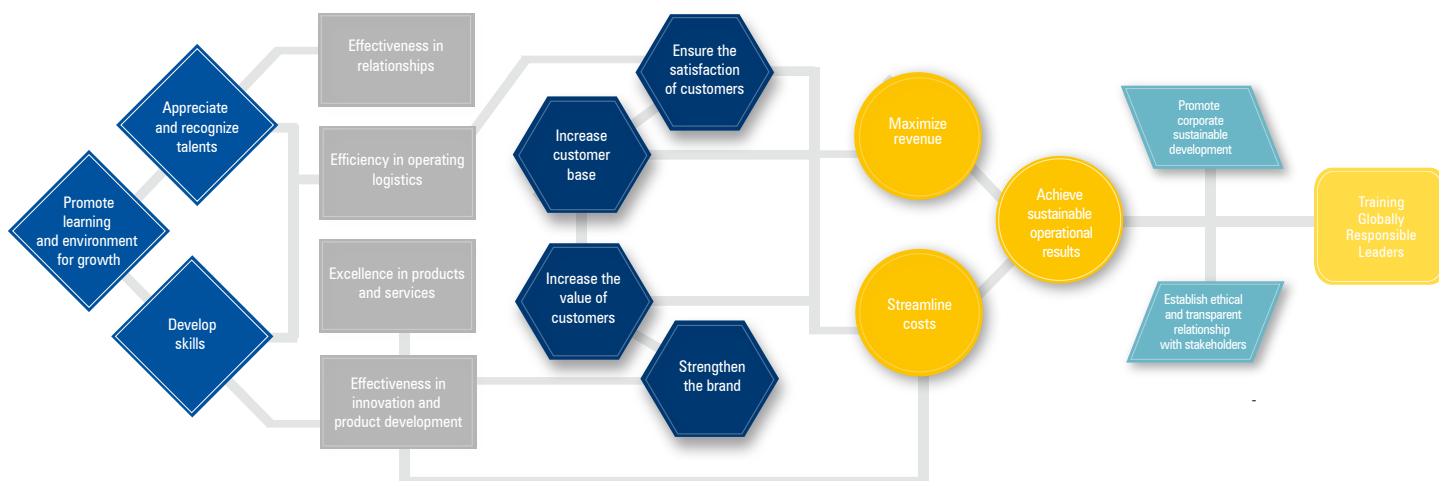 Promote
learning
and environment
for growth
Appreciate
and recognize
talents
Develop
skills
Effectiveness in
relationships
Efficiency in operating
logistics
Excellence in products
and services
Effectiveness in
innovation and
product development
Ensure the
satisfaction
of customers
Increase
customer
base
Increase the
value of
customers
Strengthen
the brand
Maximize
revenue
Streamline
costs
Achieve
sustainable
operational
results
Promote
corporate
sustainable
development
Establish ethical
and transparent
relationship
with stakeholders
-
Training
Globally
Responsible
Leaders